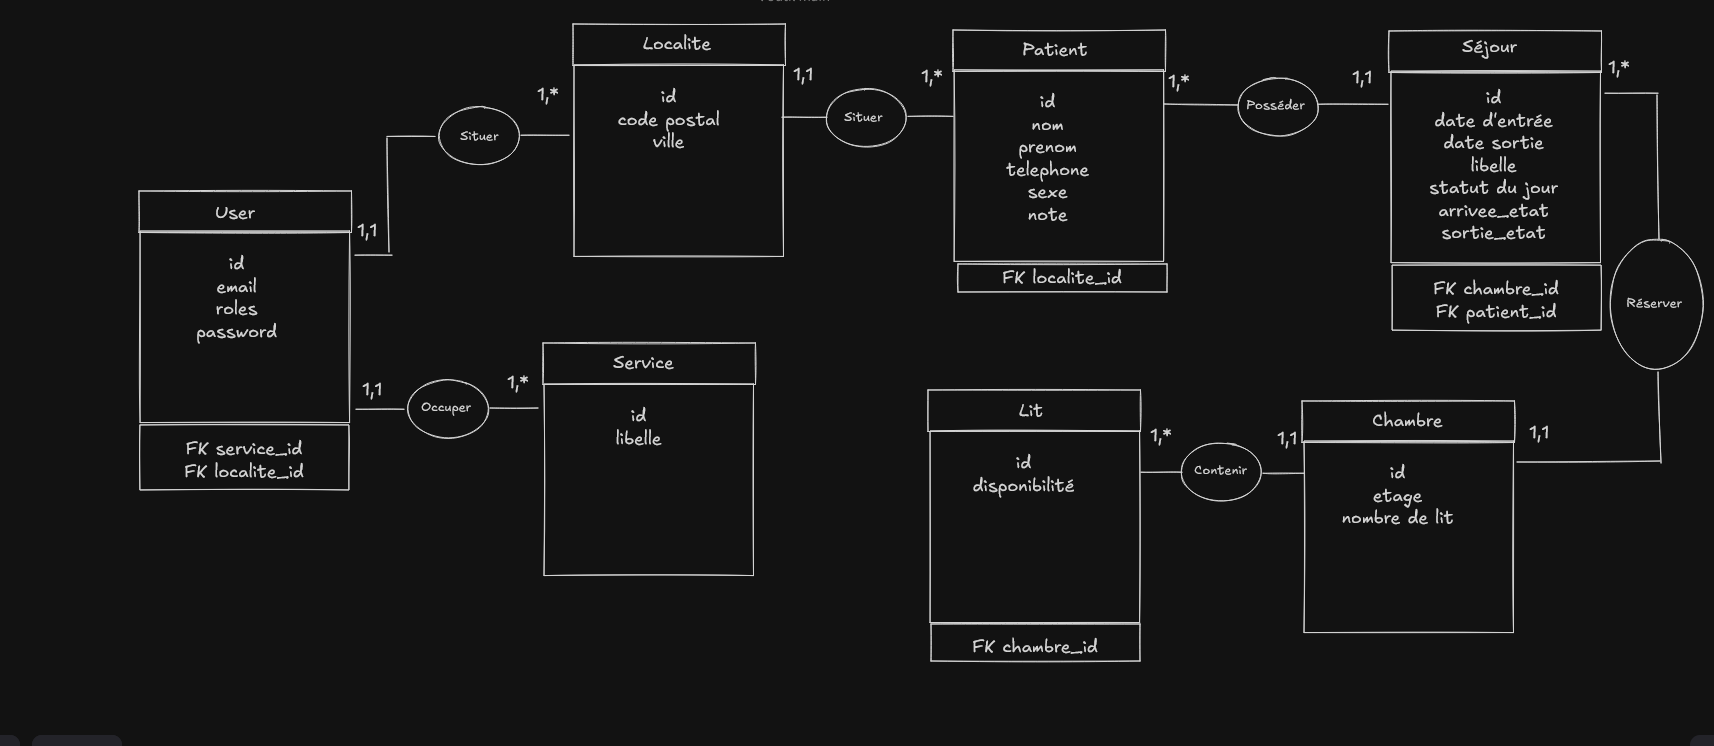 Localite
id
code postal
ville
1,1
Situer
1,*
Patient
id
nom
prenom
telephone
sexe
note
FK localite_id
1,*
Posséder
1,1
Séjour
id
date d'entrée
date sortie
libelle
statut du jour
arrivee_etat
sortie_etat
FK chambre_id
FK patient_id
1,*
Réserver
1,*
Situer
1,1
User
id
email
roles
password
FK service_id
FK localite_id
1,1
Occuper
1,*
Service
id
libelle
Lit
id
disponibilité
FK chambre_id
1,*
Contenir
1,1
Chambre
id
etage
nombre de lit
1,1